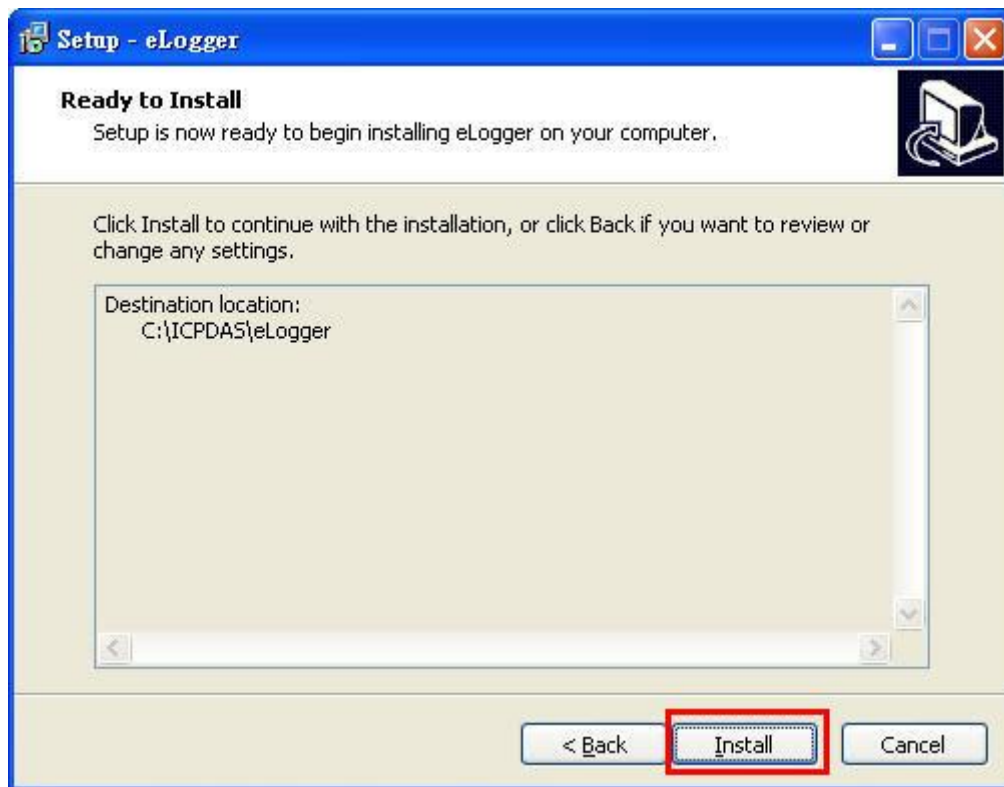 Setup - eLogger
Ready to Install
Setup is now ready to begin installing eLogger on your computer.
Click Install to continue with the installation, or click Back if you want to review or
change any settings.
Destination location:
C:\ICPDAS\eLogger
< Back
Install
Cancel